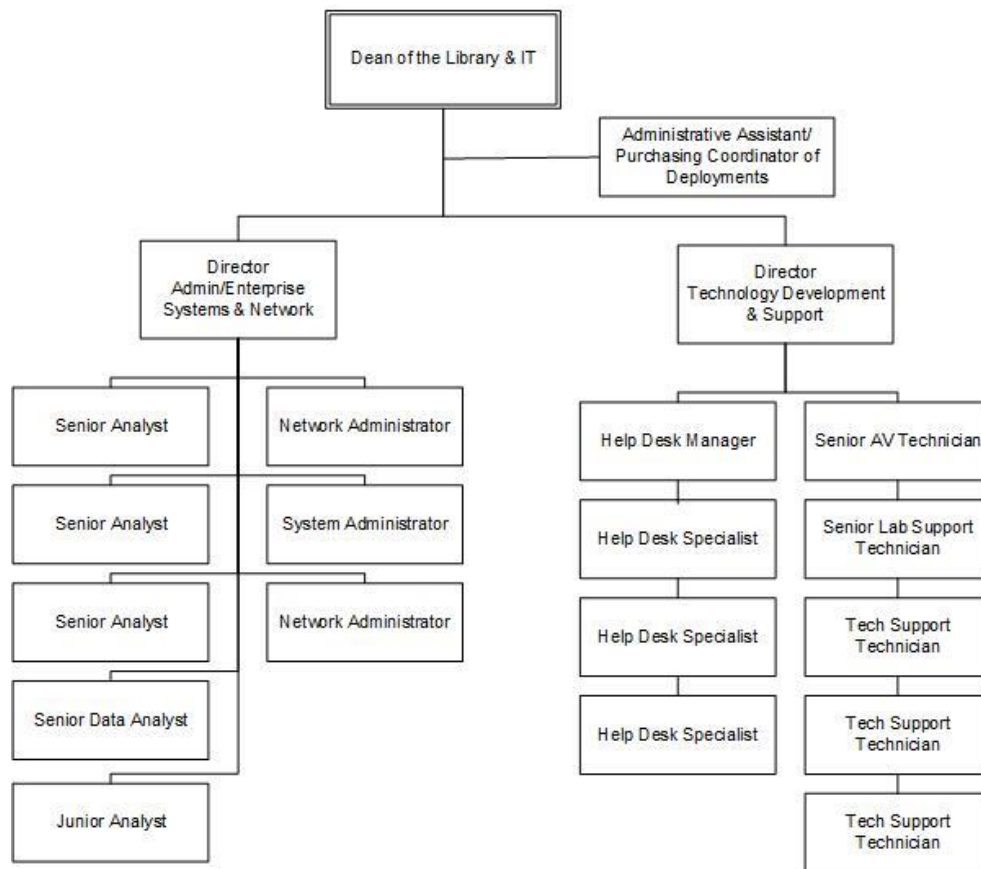 Dean of the Library & IT
Administrative Assistant/
Purchasing Coordinator of
Deployments
Director
Admin/Enterprise
Systems & Network
Director
Technology Development
& Support
Senior Analyst
Network Administrator
Senior Analyst
System Administrator
Senior Analyst
Network Administrator
Senior Data Analyst
Junior Analyst
Help Desk Manager
Help Desk Specialist
Help Desk Specialist
Help Desk Specialist
Senior AV Technician
Senior Lab Support
Technician
Tech Support
Technician
Tech Support
Technician
Tech Support
Technician